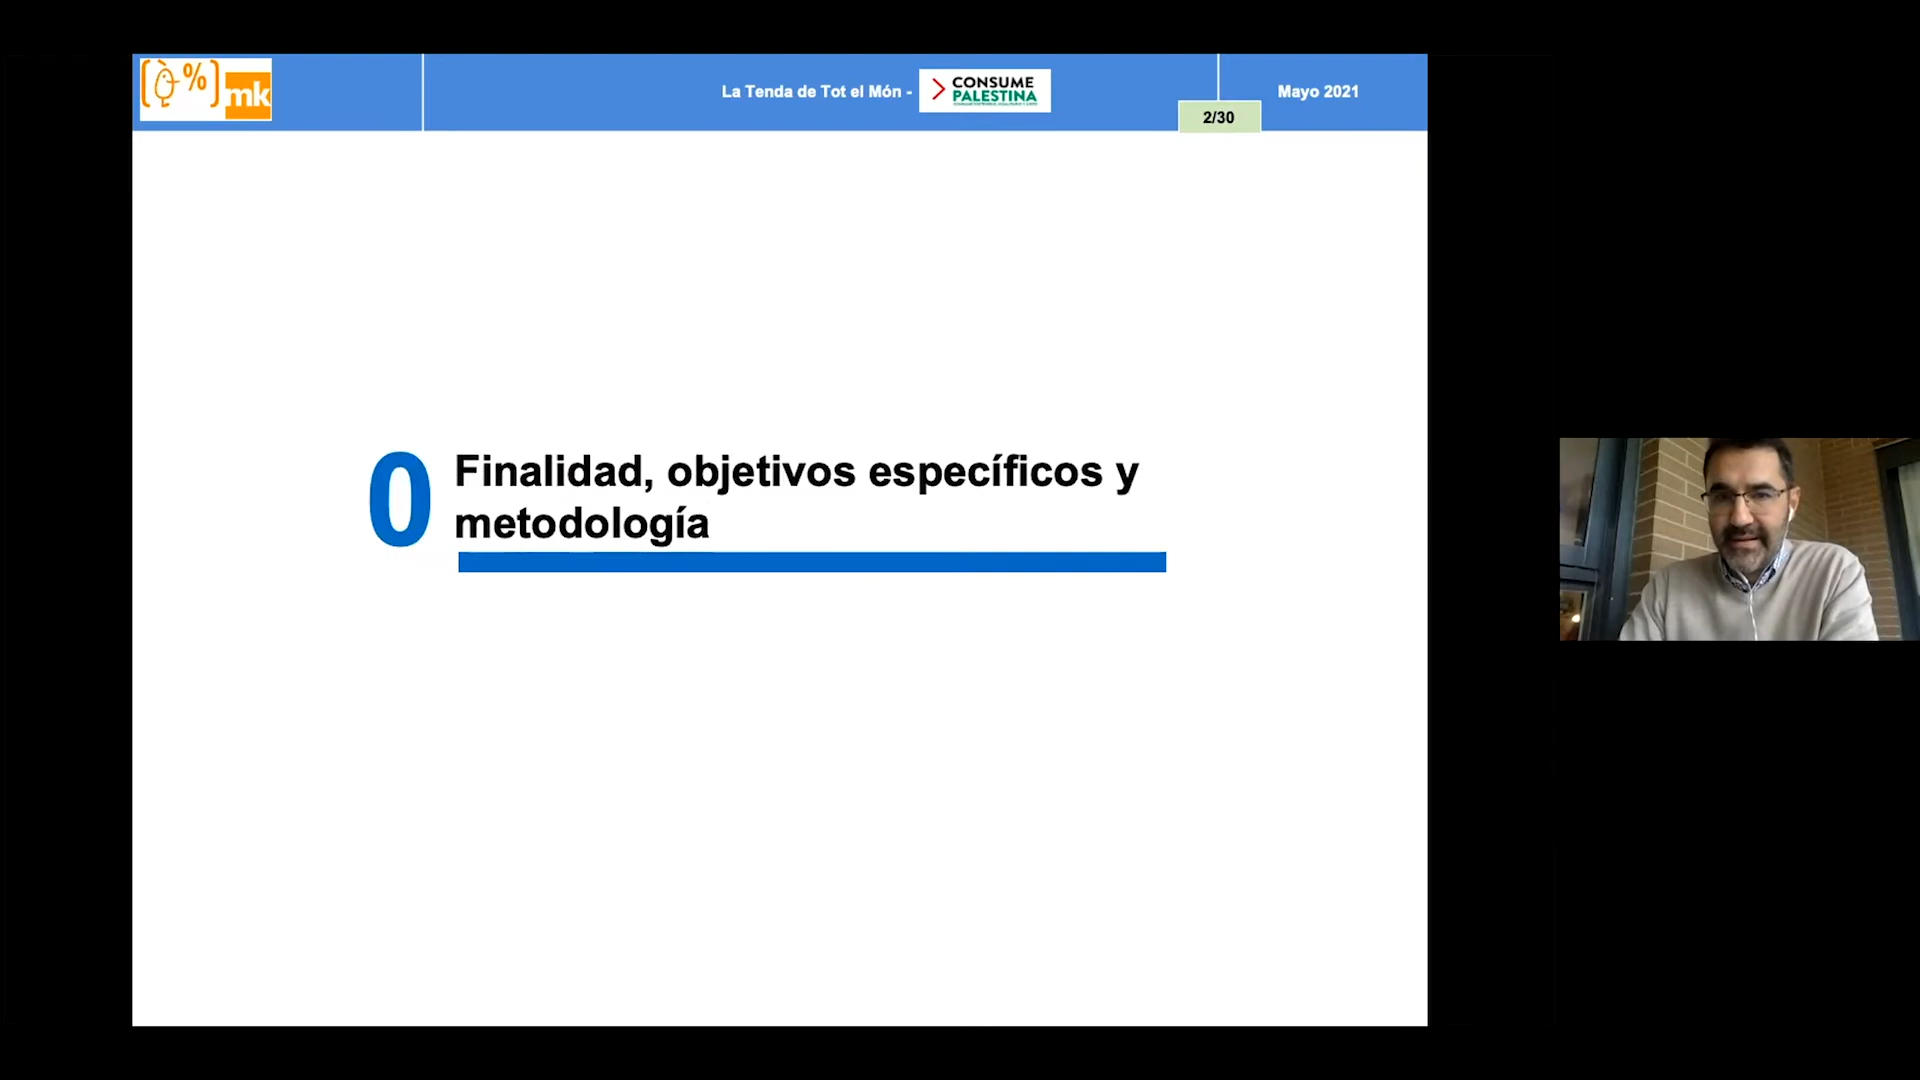 %
mk
La Tenda de Tot el Món -
CONSUME
PALESTINA
Mayo 2021
2/30
0
Finalidad, objetivos específicos y
metodología